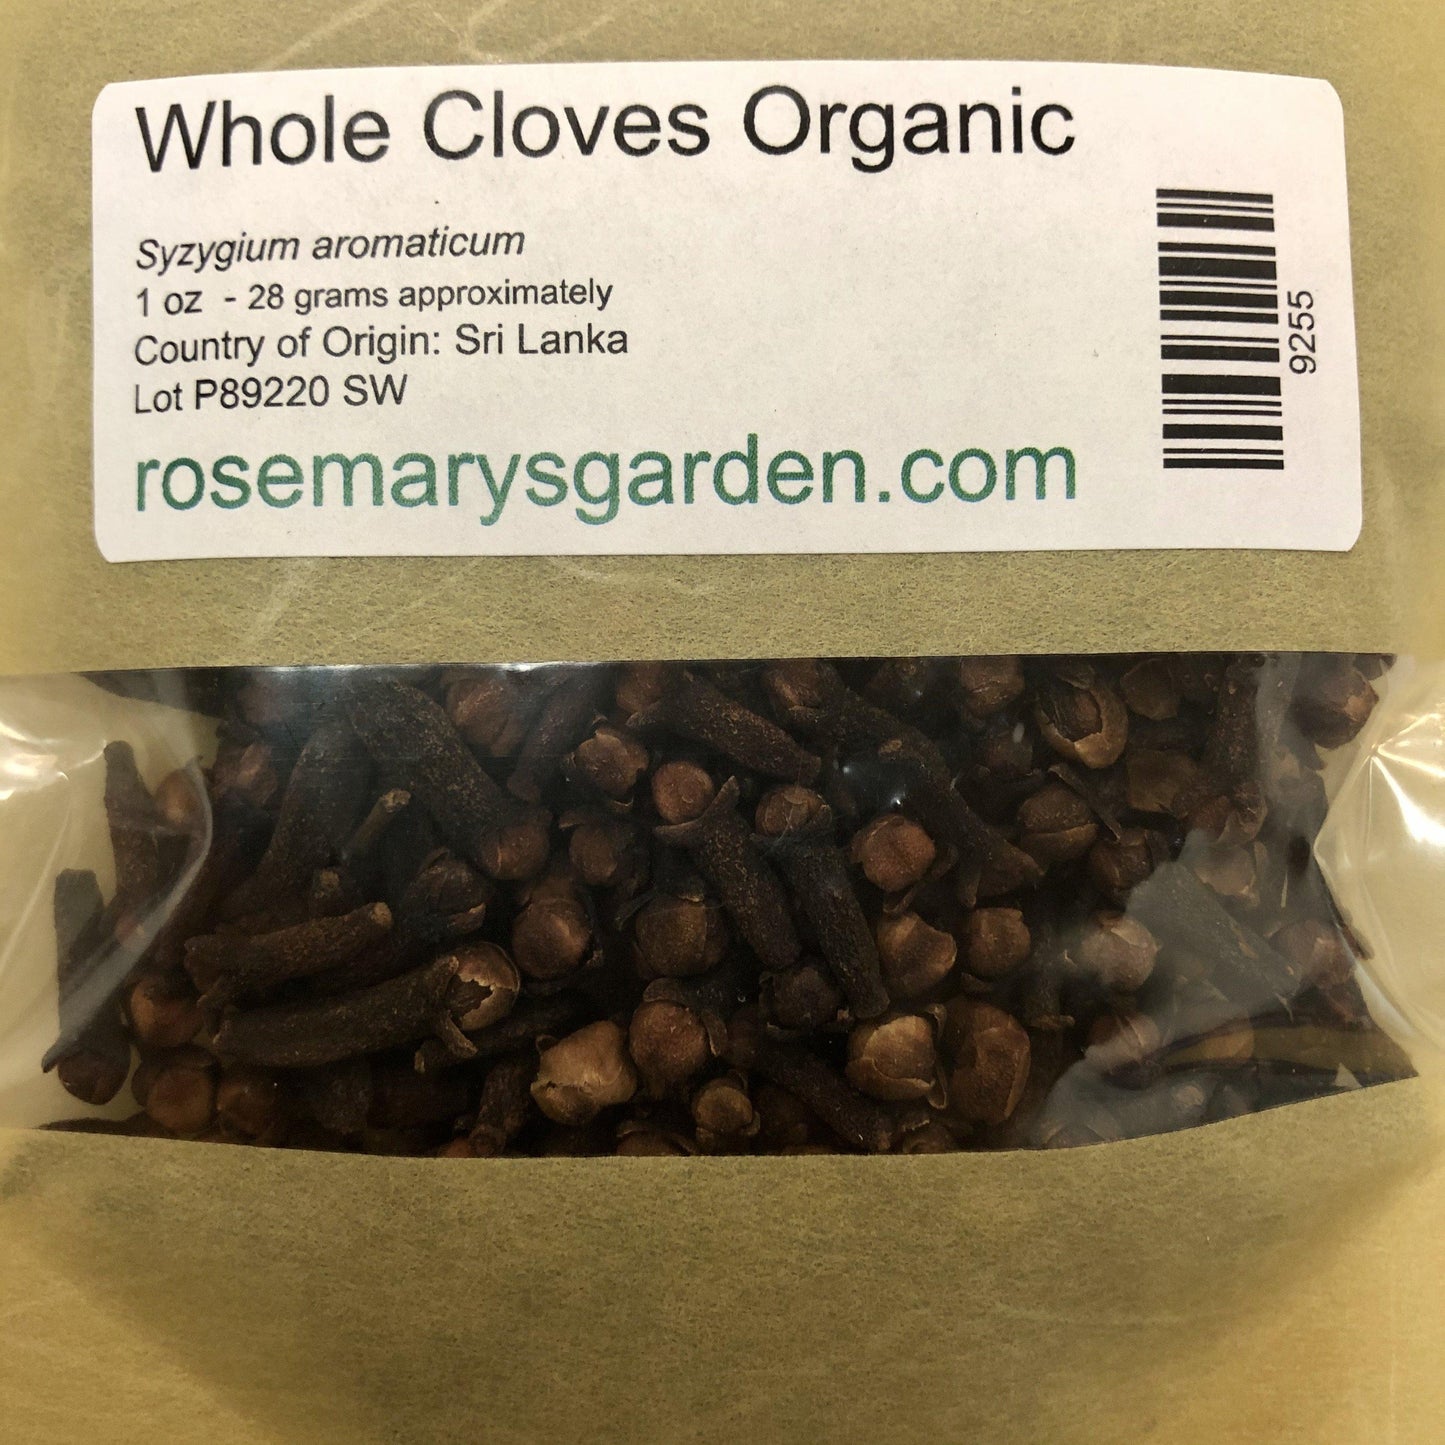 Whole Cloves Organic
Syzygium aromaticum
1 oz  - 28 grams approximately
Country of Origin: Sri Lanka
Lot P89220 SW
rosemarysgarden.com
9255